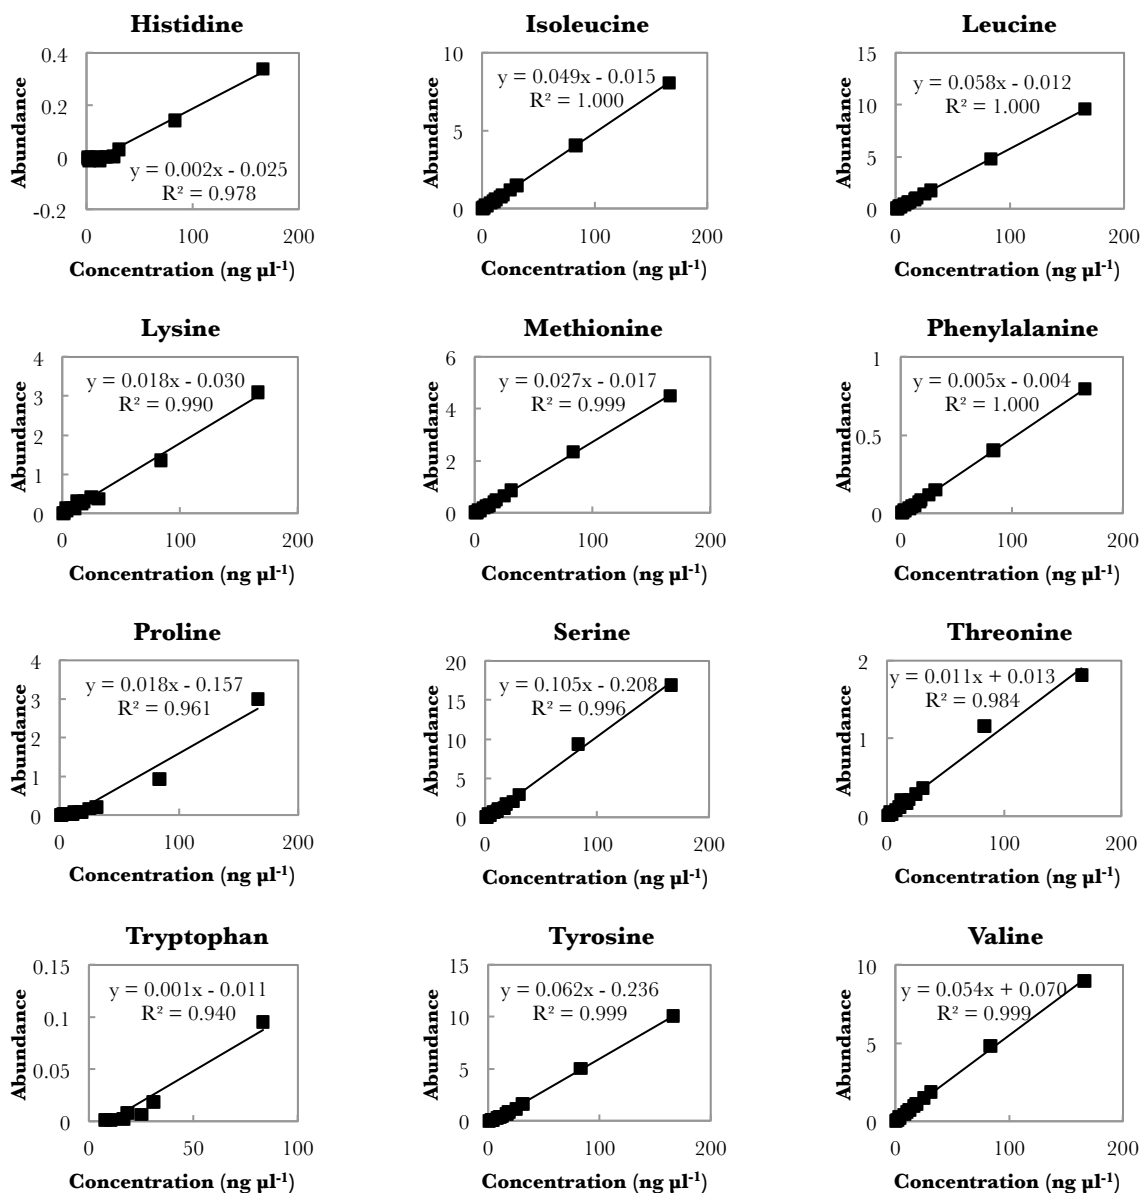 Histidine
Abundance
0.4
0.2
0
-0.2
y = 0.002x - 0.025
R² = 0.978
0 100 200
Concentration (ng µl⁻¹)
Isoleucine
Abundance
10
5
0
y = 0.049x - 0.015
R² = 1.000
0 100 200
Concentration (ng µl⁻¹)
Leucine
Abundance
15
10
5
0
y = 0.058x - 0.012
R² = 1.000
0 100 200
Concentration (ng µl⁻¹)
Lysine
Abundance
4
3
2
1
0
y = 0.018x - 0.030
R² = 0.990
0 100 200
Concentration (ng µl⁻¹)
Methionine
Abundance
6
4
2
0
y = 0.027x - 0.017
R² = 0.999
0 100 200
Concentration (ng µl⁻¹)
Phenylalanine
Abundance
1
0.5
0
y = 0.005x - 0.004
R² = 1.000
0 100 200
Concentration (ng µl⁻¹)
Proline
Abundance
4
3
2
1
0
y = 0.018x - 0.157
R² = 0.961
0 100 200
Concentration (ng µl⁻¹)
Serine
Abundance
20
15
10
5
0
y = 0.105x - 0.208
R² = 0.996
0 100 200
Concentration (ng µl⁻¹)
Threonine
Abundance
2
1
0
y = 0.011x + 0.013
R² = 0.984
0 100 200
Concentration (ng µl⁻¹)
Tryptophan
Abundance
0.15
0.1
0.05
0
y = 0.001x - 0.011
R² = 0.940
0 50 100
Concentration (ng µl⁻¹)
Tyrosine
Abundance
15
10
5
0
y = 0.062x - 0.236
R² = 0.999
0 100 200
Concentration (ng µl⁻¹)
Valine
Abundance
10
5
0
y = 0.054x + 0.070
R² = 0.999
0 100 200
Concentration (ng µl⁻¹)